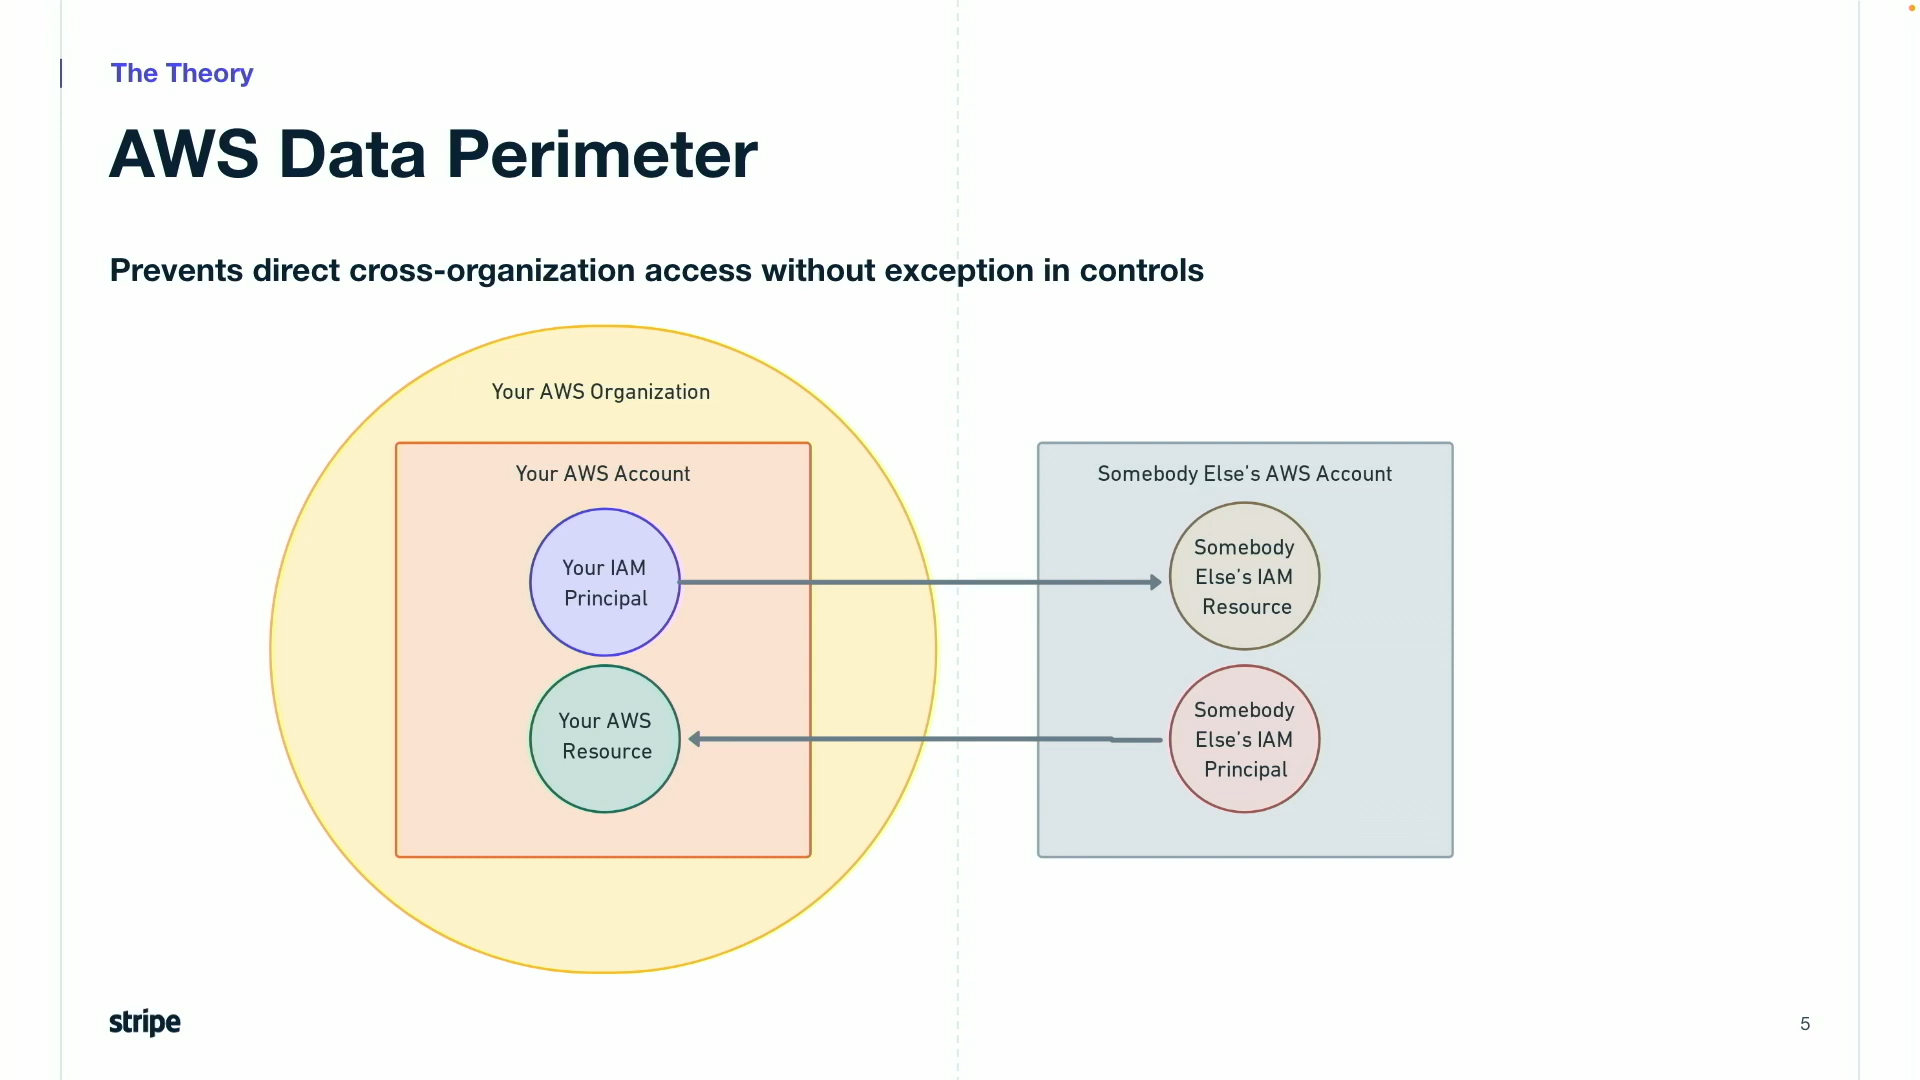 The Theory
AWS Data Perimeter
Prevents direct cross-organization access without exception in controls
Your AWS Organization
Your AWS Account
Your IAM
Principal
Your AWS
Resource
Somebody Else's AWS Account
Somebody
Else's IAM
Resource
Somebody
Else's IAM
Principal
stripe
5